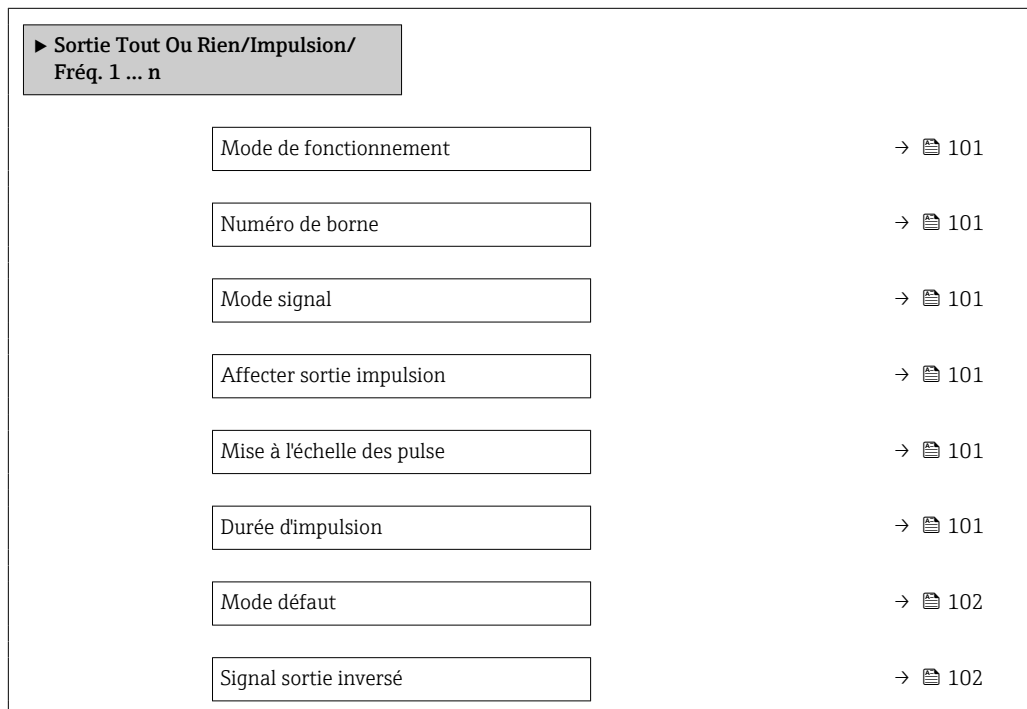 ▶ Sortie Tout Ou Rien/Impulsion/
Fréq. 1 ... n
Mode de fonctionnement → 101
Numéro de borne → 101
Mode signal → 101
Affecter sortie impulsion → 101
Mise à l'échelle des pulse → 101
Durée d'impulsion → 101
Mode défaut → 102
Signal sortie inversé → 102